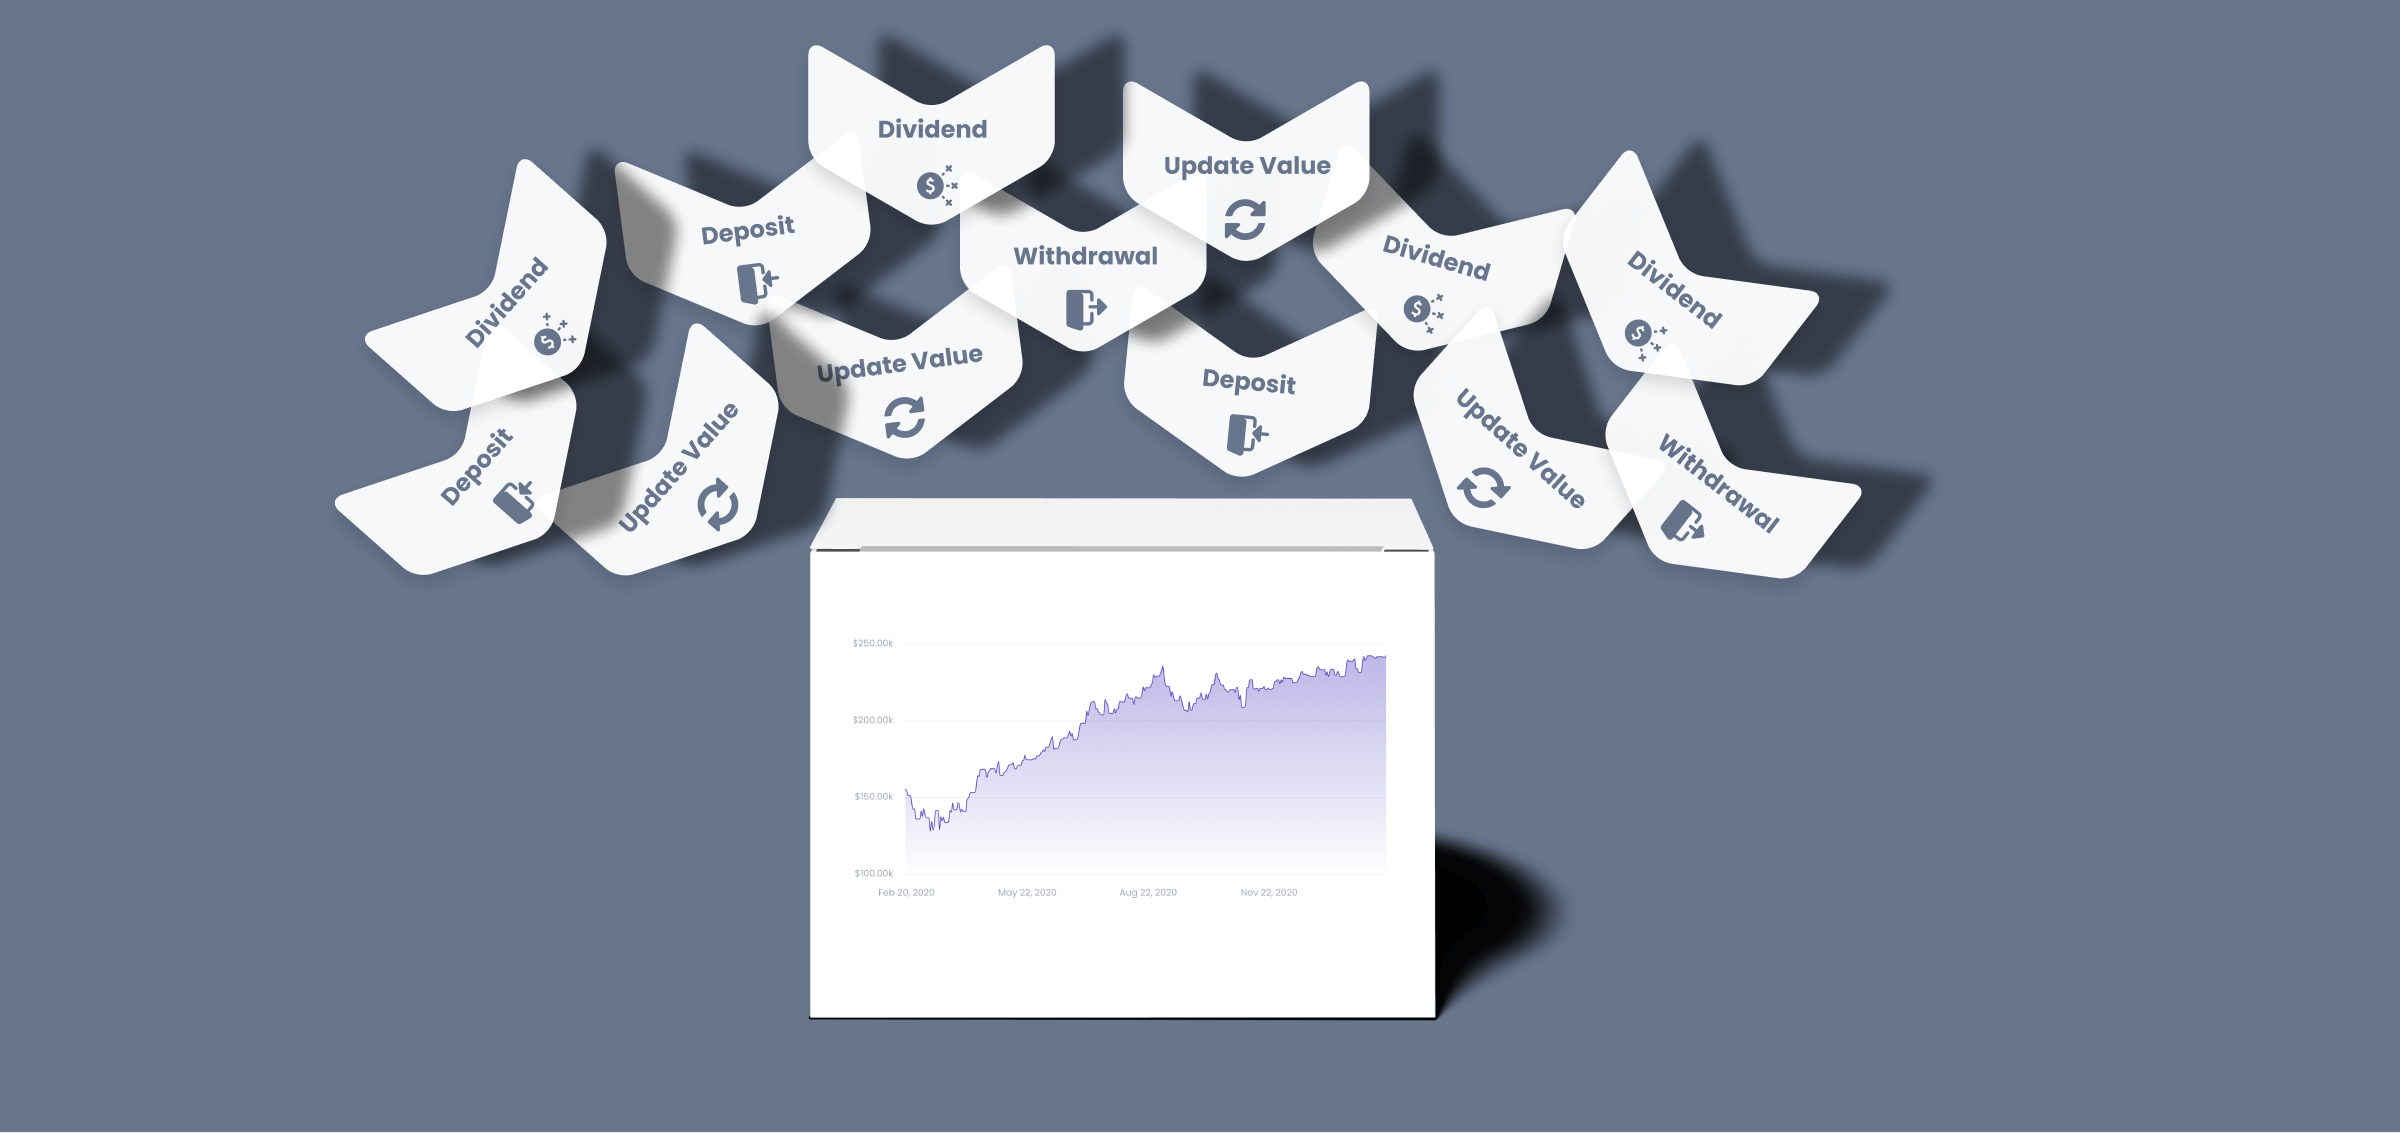 Dividend
Update Value
Deposit
Withdrawal
Dividend
Dividend
Dividend
Update Value
Deposit
Deposit
Update Value
Update Value
Withdrawal
$250.00k
$200.00k
$150.00k
$100.00k
Feb 20, 2020
May 22, 2020
Aug 22, 2020
Nov 22, 2020